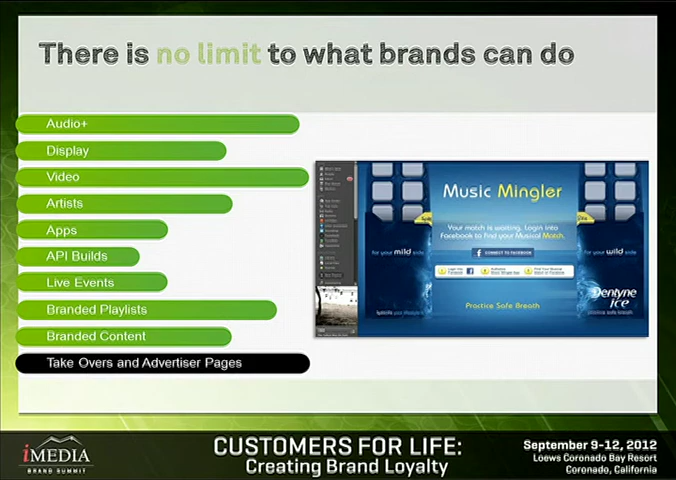 There is no limit to what brands can do
Audio+
Display
Video
Artists
Apps
API Builds
Live Events
Branded Playlists
Branded Content
Take Overs and Advertiser Pages
Music Mingler
Your match is waiting. Login into
Facebook to find your Musical Match.
for your mild side
CONNECT TO FACEBOOK
for your wild side
Dentyne
ice
Practice Safe Breath
practice safe breath
iMEDIA
BRAND SUMMIT
CUSTOMERS FOR LIFE:
Creating Brand Loyalty
September 9-12, 2012
Loews Coronado Bay Resort
Coronado, California